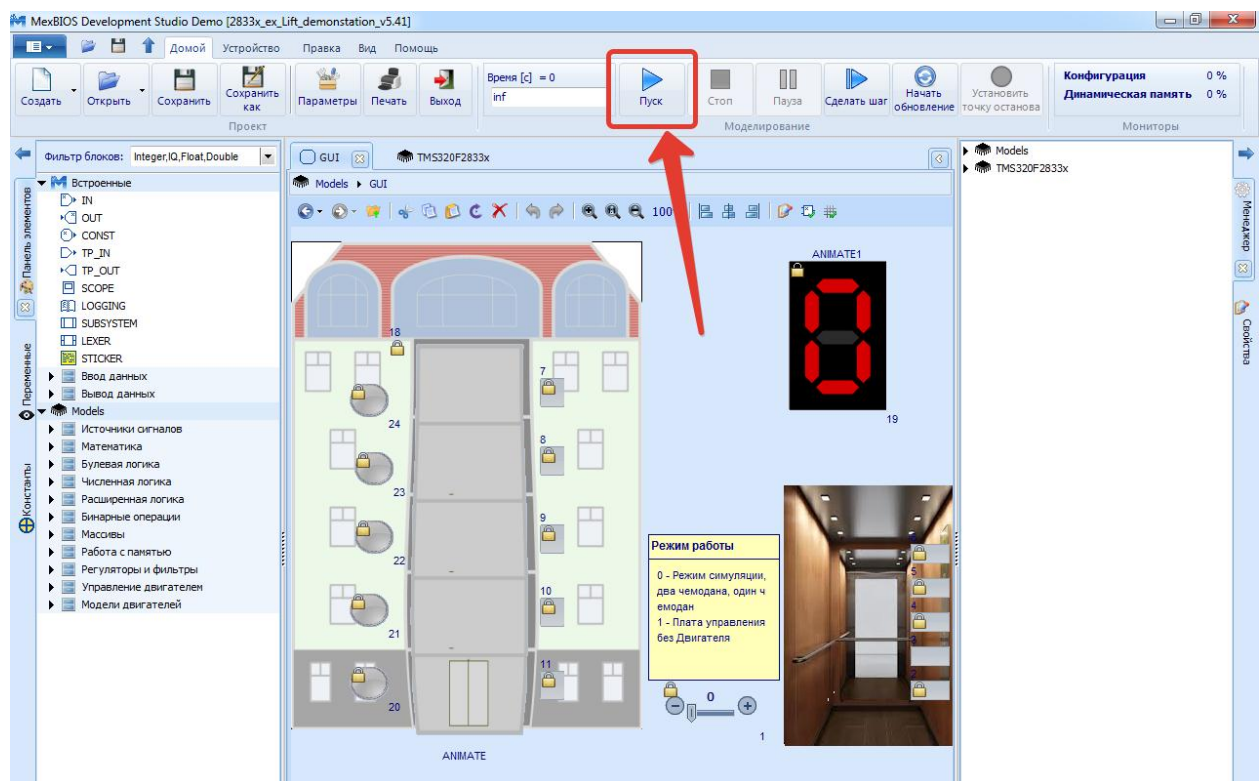 MexBIOS Development Studio Demo [2833x_ex_Lift_demonstation_v5.41]
Домой Устройство Правка Вид Помощь
Создать Открыть Сохранить Сохранить как Параметры Печать Выход
Время [с] = 0
inf
Пуск Стоп Пауза Сделать шаг Начать обновление Установить точку останова
Конфигурация 0 %
Динамическая память 0 %
Проект Моделирование Мониторы
Фильтр блоков: Integer,IQ,Float,Double
Панель элементов
Переменные
Константы
Встроенные
IN
OUT
CONST
TP_IN
TP_OUT
SCOPE
LOGGING
SUBSYSTEM
LEXER
STICKER
Ввод данных
Вывод данных
Models
Источники сигналов
Математика
Булевая логика
Численная логика
Расширенная логика
Бинарные операции
Массивы
Работа с памятью
Регуляторы и фильтры
Управление двигателем
Модели двигателей
GUI TMS320F2833x
Models GUI
100
18
7
24
8
23
9
22
10
21
11
20
ANIMATE
ANIMATE1
0
19
Режим работы
0 - Режим симуляции,
два чемодана, один ч
емодан
1 - Плата управления
без Двигателя
0
1
5
4
3
2
Models
TMS320F2833x
Менеджер
Свойства